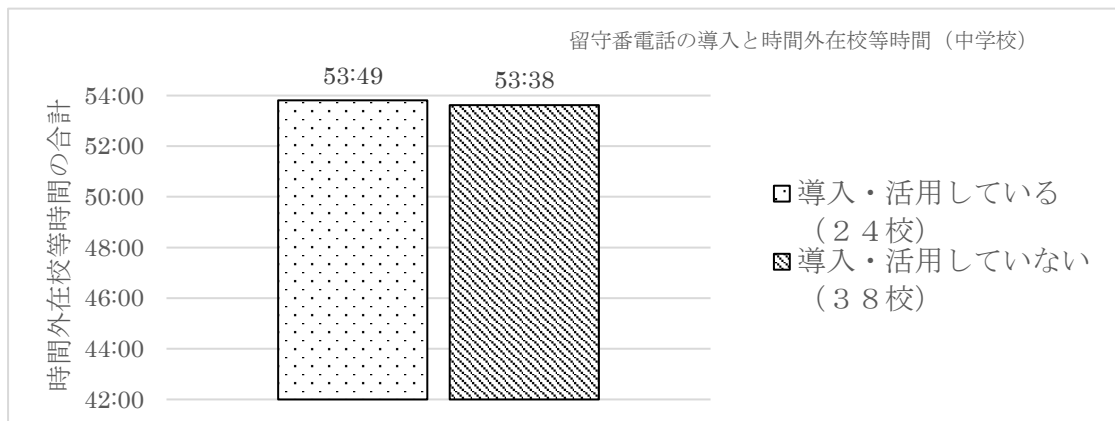 留守番電話の導入と時間外在校等時間（中学校）
53:49
53:38
時間外在校等時間の合計
54:00
52:00
50:00
48:00
46:00
44:00
42:00
導入・活用している
（２４校）
導入・活用していない
（３８校）